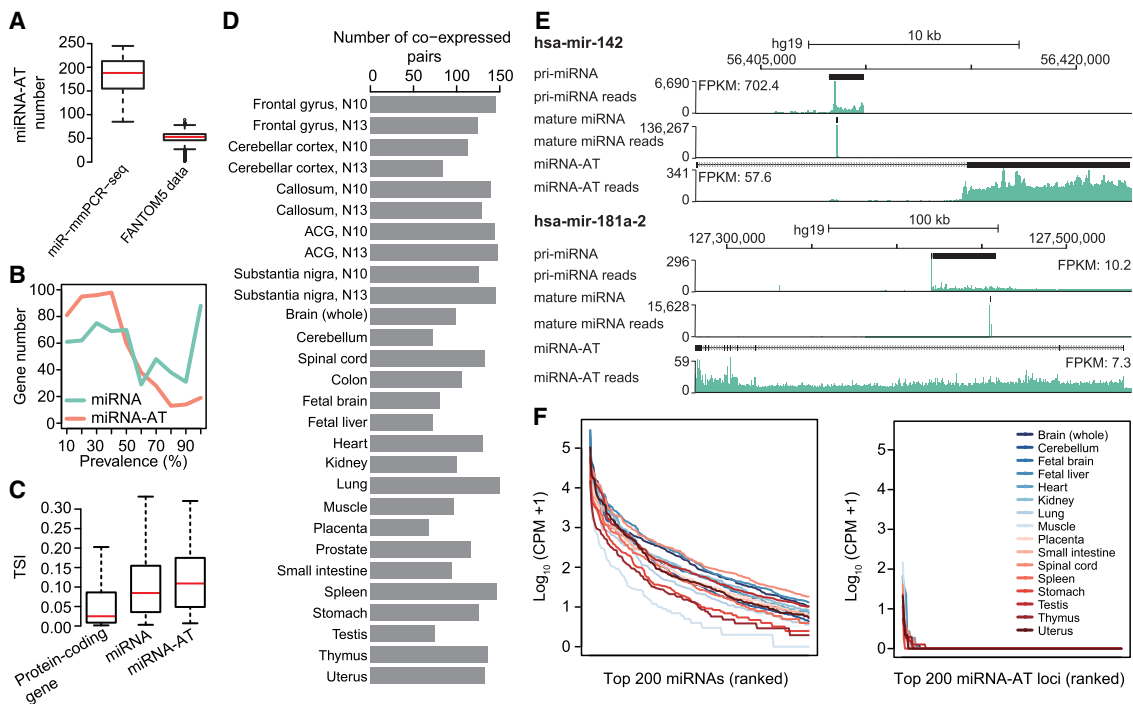 A
miRNA-AT
number
250
200
150
100
50
0
miR-mmPCR-seq
FANTOM5 data
B
Gene number
100
80
60
40
20
0
miRNA
miRNA-AT
10 30 50 70 90
Prevalence (%)
C
TSI
0.30
0.25
0.20
0.15
0.10
0.05
0.00
Protein-coding
gene
miRNA
miRNA-AT
D
Number of co-expressed
pairs
0 50 100 150
Frontal gyrus, N10
Frontal gyrus, N13
Cerebellar cortex, N10
Cerebellar cortex, N13
Callosum, N10
Callosum, N13
ACG, N10
ACG, N13
Substantia nigra, N10
Substantia nigra, N13
Brain (whole)
Cerebellum
Spinal cord
Colon
Fetal brain
Fetal liver
Heart
Kidney
Lung
Muscle
Placenta
Prostate
Small intestine
Spleen
Stomach
Testis
Thymus
Uterus
E
hsa-mir-142
hg19 10 kb
56,405,000 56,420,000
pri-miRNA
6,690
FPKM: 702.4
pri-miRNA reads
0
mature miRNA
136,267
mature miRNA reads
0
miRNA-AT
341
FPKM: 57.6
miRNA-AT reads
0
hsa-mir-181a-2
hg19 100 kb
127,300,000 127,500,000
pri-miRNA
296
FPKM: 10.2
pri-miRNA reads
0
mature miRNA
15,628
mature miRNA reads
0
miRNA-AT
59
FPKM: 7.3
miRNA-AT reads
0
F
Log10 (CPM +1)
5
4
3
2
1
0
Top 200 miRNAs (ranked)
Log10 (CPM +1)
5
4
3
2
1
0
Brain (whole)
Cerebellum
Fetal brain
Fetal liver
Heart
Kidney
Lung
Muscle
Placenta
Small intestine
Spinal cord
Spleen
Stomach
Testis
Thymus
Uterus
Top 200 miRNA-AT loci (ranked)